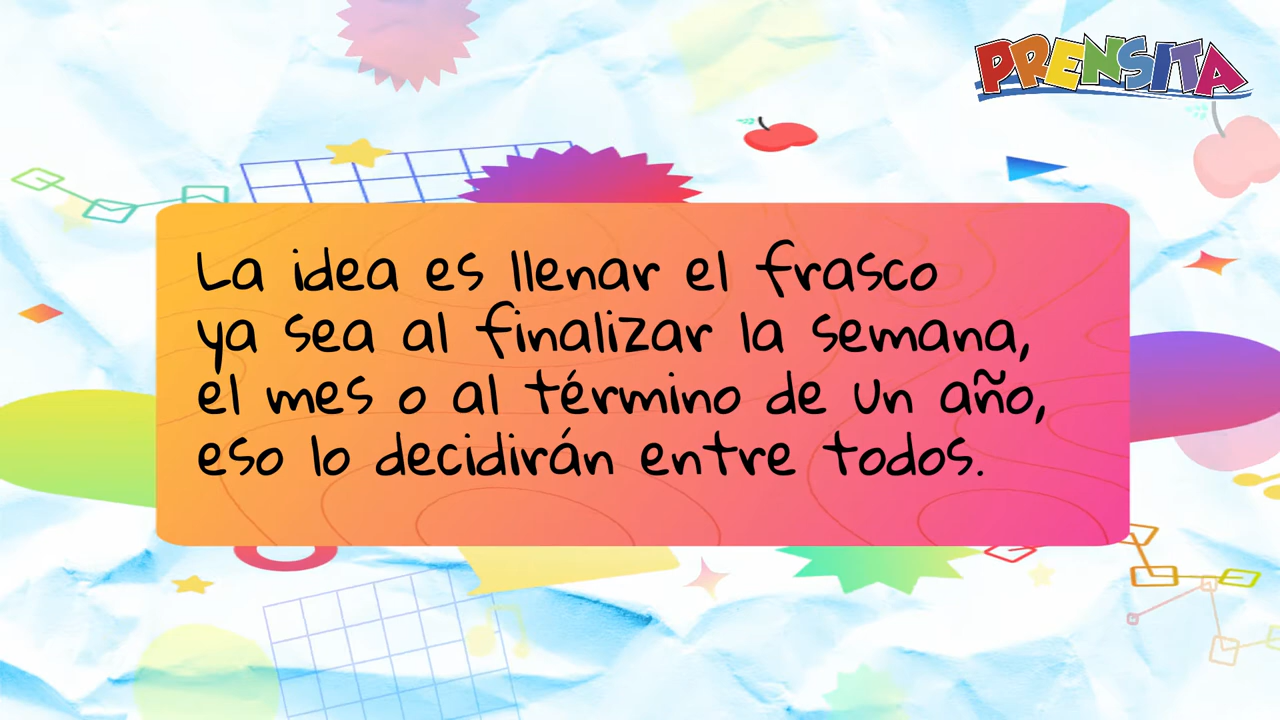 PRENSITA
La idea es llenar el frasco
ya sea al finalizar la semana,
el mes o al término de un año,
eso lo decidirán entre todos.